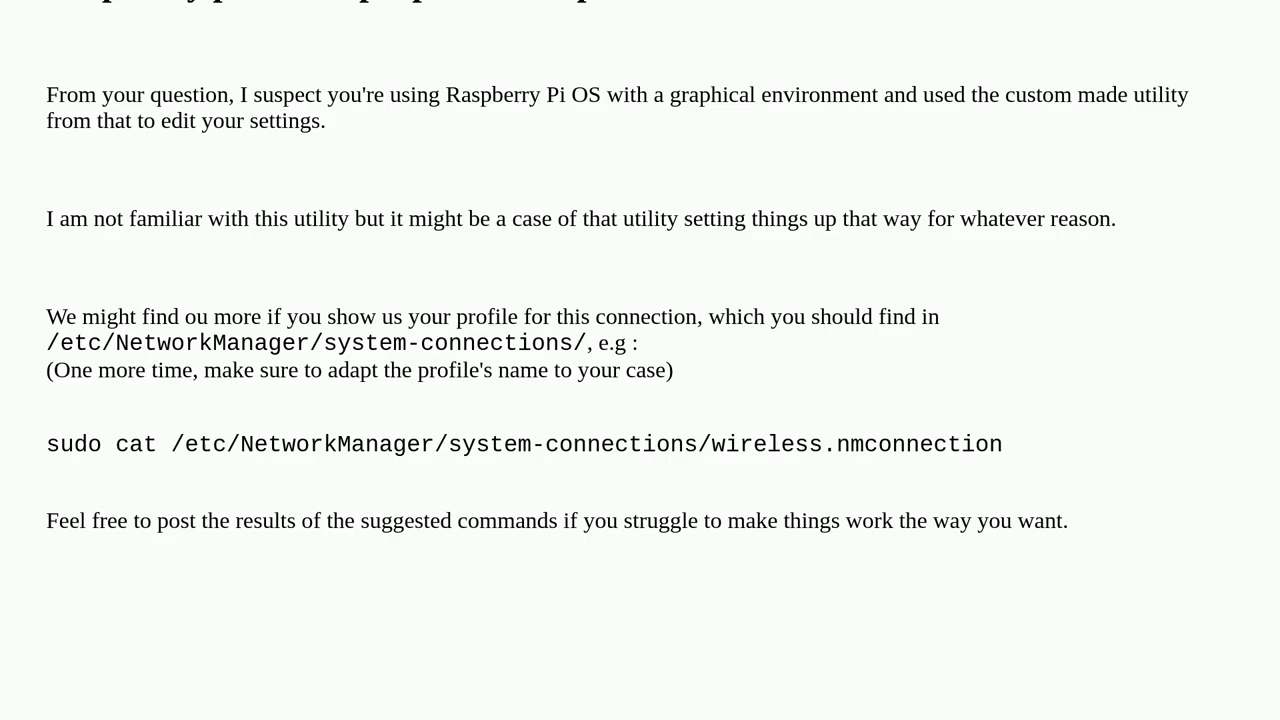 From your question, I suspect you're using Raspberry Pi OS with a graphical environment and used the custom made utility
from that to edit your settings.
I am not familiar with this utility but it might be a case of that utility setting things up that way for whatever reason.
We might find ou more if you show us your profile for this connection, which you should find in
/etc/NetworkManager/system-connections/, e.g :
(One more time, make sure to adapt the profile's name to your case)
sudo cat /etc/NetworkManager/system-connections/wireless.nmconnection
Feel free to post the results of the suggested commands if you struggle to make things work the way you want.